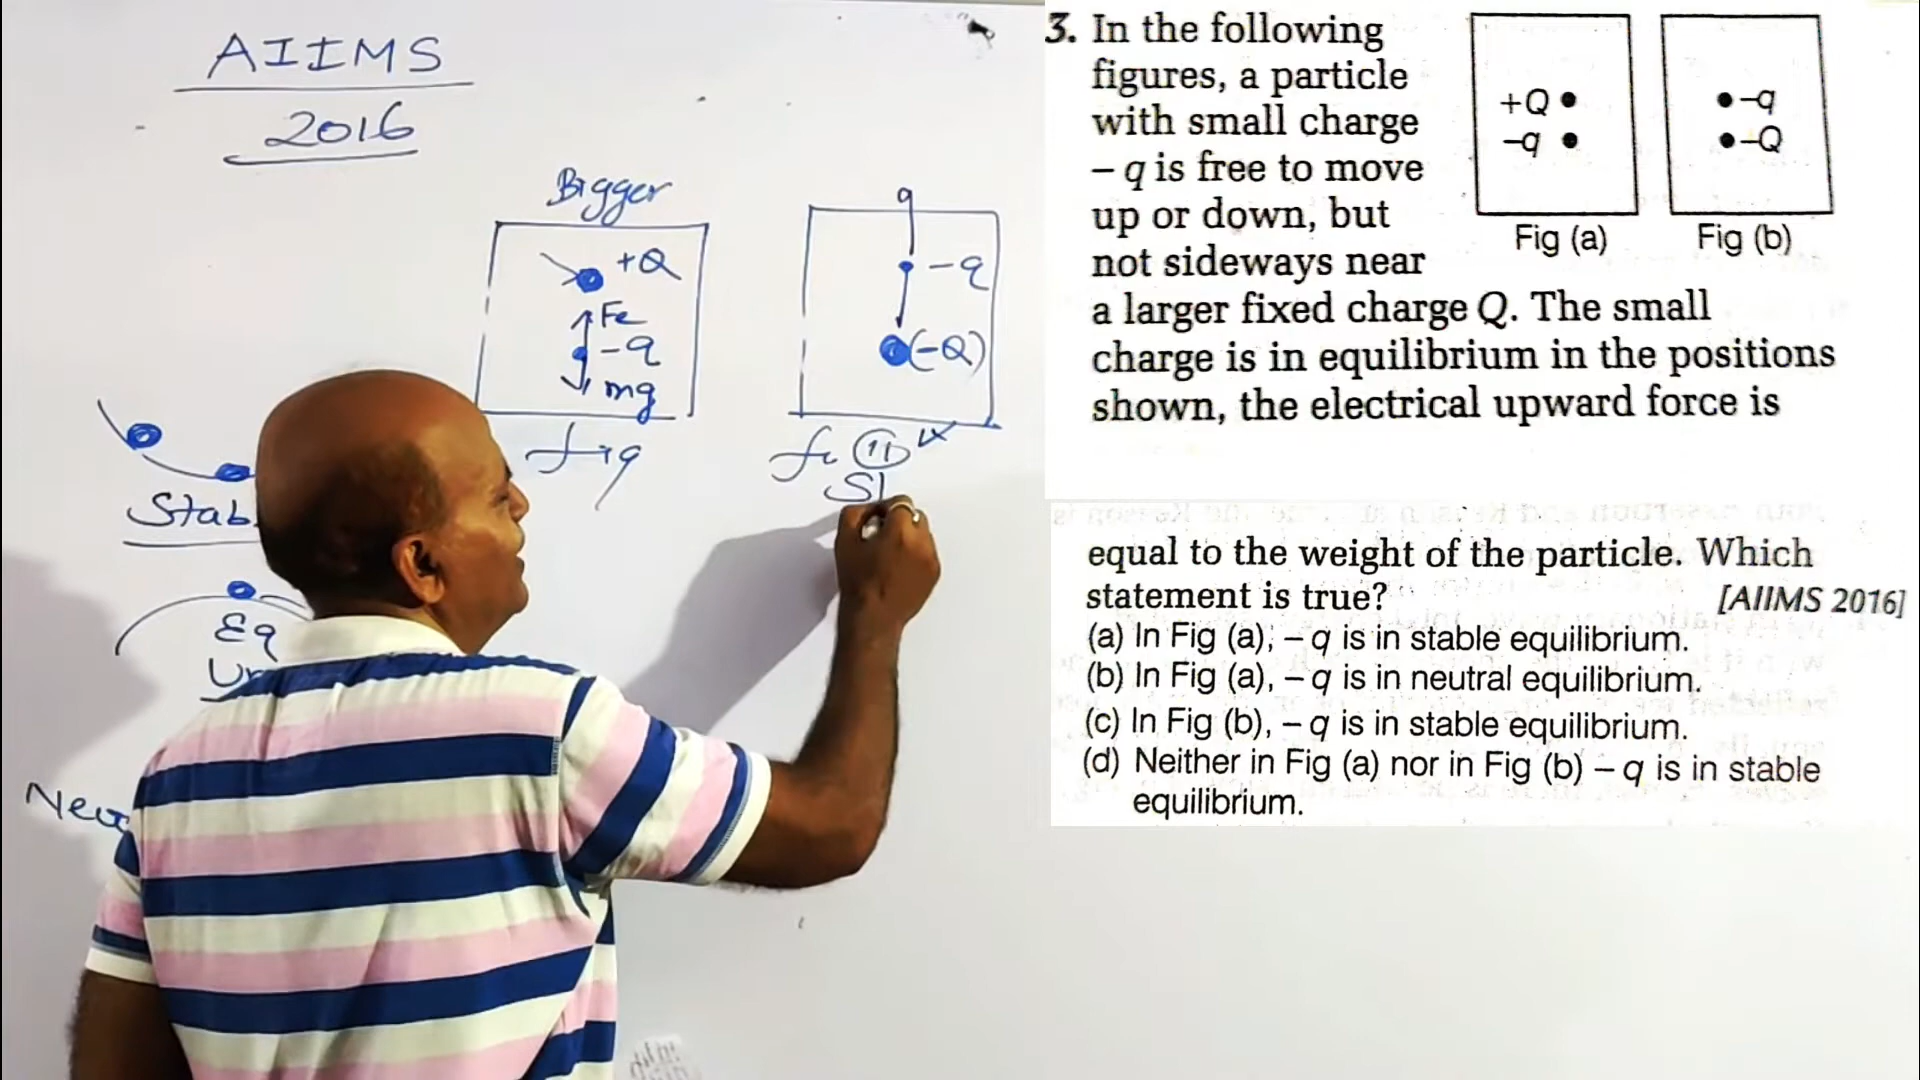 AIIMS
2016
Bigger
+Q
Fe
-q
mg
fig
q
-q
(-Q)
11
St
Stab
Eq
Un
3. In the following
figures, a particle
with small charge
– q is free to move
up or down, but
not sideways near
a larger fixed charge Q. The small
charge is in equilibrium in the positions
shown, the electrical upward force is
+Q
–q
Fig (a)
–q
–Q
Fig (b)
equal to the weight of the particle. Which
statement is true?
[AIIMS 2016]
(a) In Fig (a), – q is in stable equilibrium.
(b) In Fig (a), – q is in neutral equilibrium.
(c) In Fig (b), – q is in stable equilibrium.
(d) Neither in Fig (a) nor in Fig (b) – q is in stable
equilibrium.